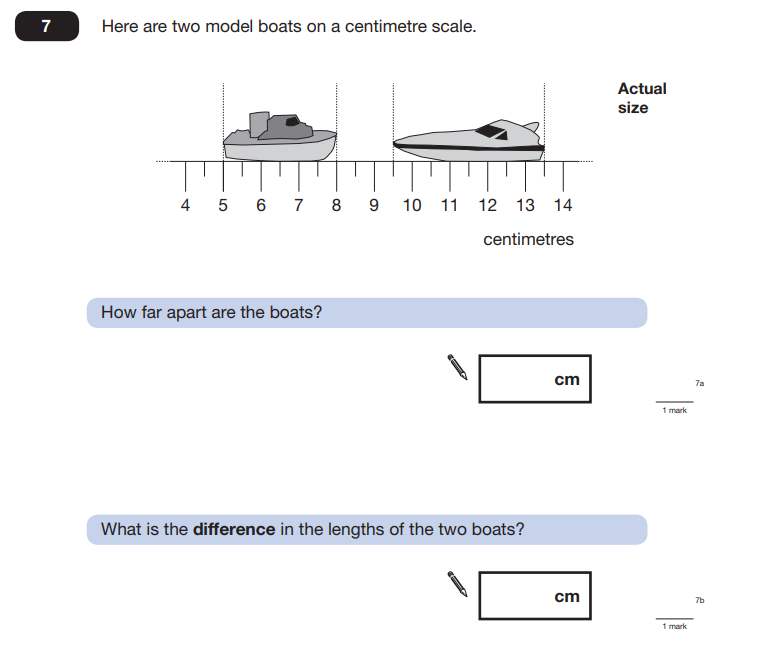 7
Here are two model boats on a centimetre scale.
Actual
size
4 5 6 7 8 9 10 11 12 13 14
centimetres
How far apart are the boats?
cm
7a
1 mark
What is the difference in the lengths of the two boats?
cm
7b
1 mark